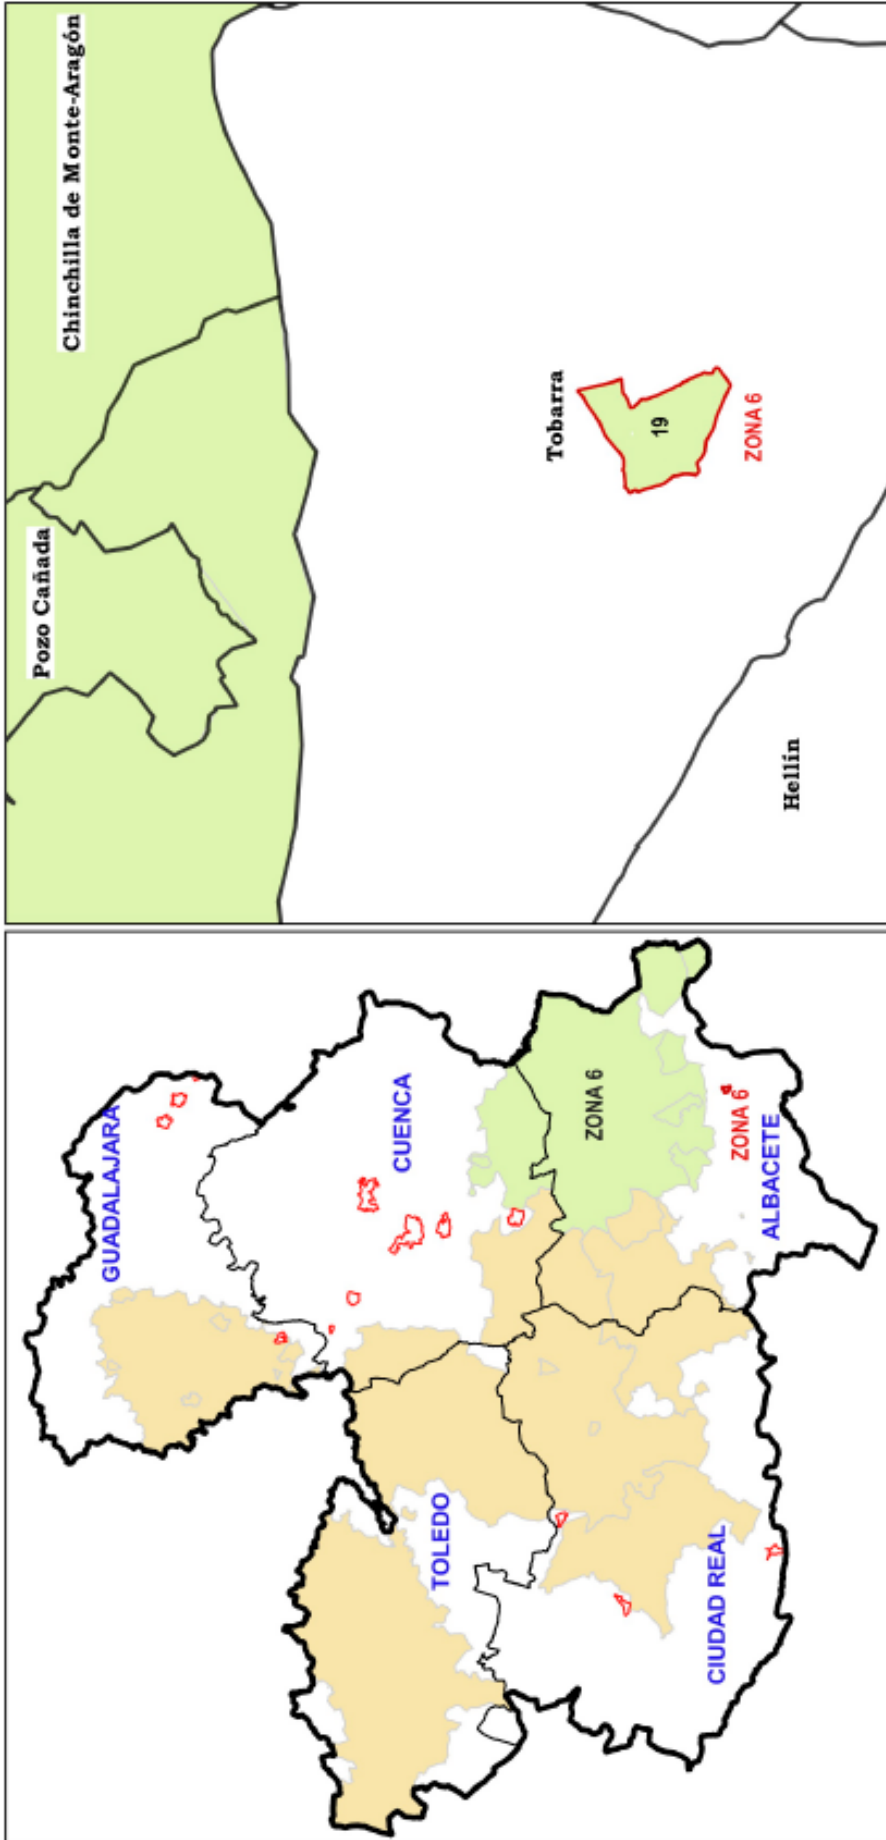 GUADALAJARA
CUENCA
TOLEDO
ZONA 6
ZONA 6
ALBACETE
CIUDAD REAL
Chinchilla de Monte-Aragón
Pozo Cañada
Tobarra
19
ZONA 6
Hellín